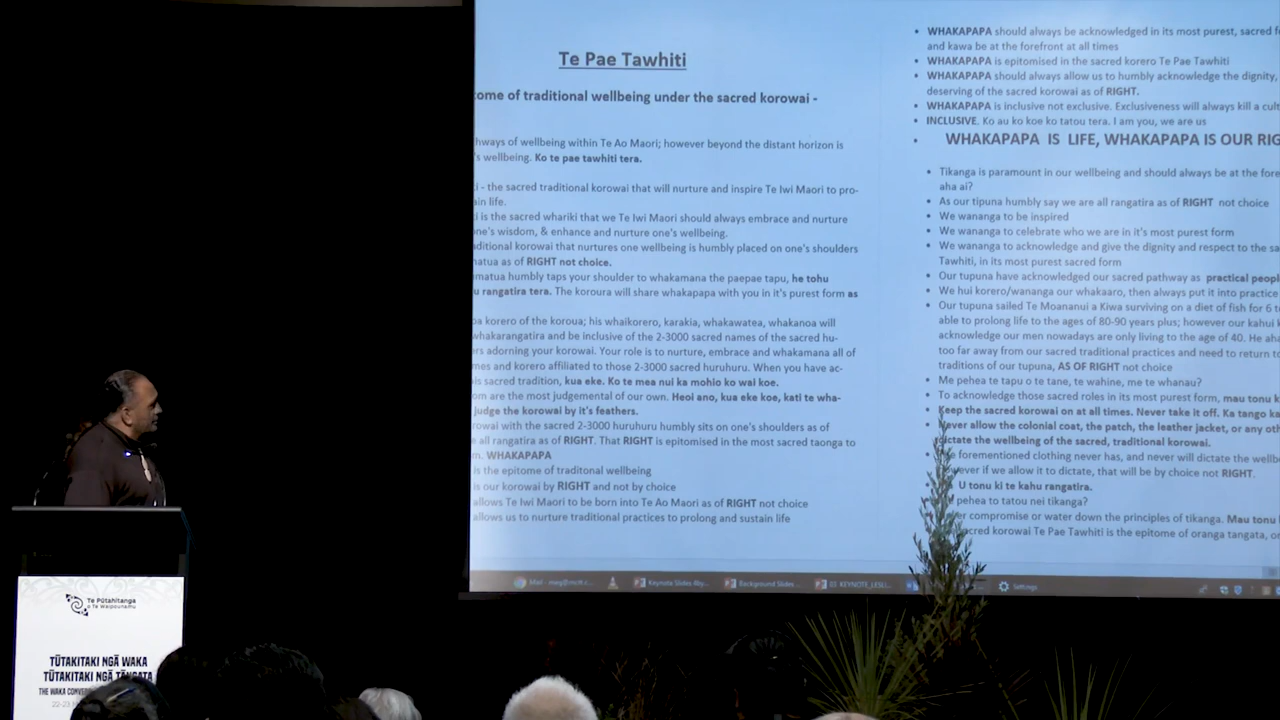 Te Pae Tawhiti
ome of traditional wellbeing under the sacred korowai -
hways of wellbeing within Te Ao Maori; however beyond the distant horizon is
's wellbeing. Ko te pae tawhiti tera.
i - the sacred traditional korowai that will nurture and inspire Te Iwi Maori to pro-
ain life.
i is the sacred whariki that we Te Iwi Maori should always embrace and nurture
one's wisdom, & enhance and nurture one's wellbeing.
aditional korowai that nurtures one wellbeing is humbly placed on one's shoulders
matua as of RIGHT not choice.
matua humbly taps your shoulder to whakamana the paepae tapu, he tohu
u rangatira tera. The koroura will share whakapapa with you in it's purest form as
pa korero of the koroua; his whaikorero, karakia, whakawatea, whakanoa will
whakarangatira and be inclusive of the 2-3000 sacred names of the sacred hu-
rs adorning your korowai. Your role is to nurture, embrace and whakamana all of
mes and korero affiliated to those 2-3000 sacred huruhuru. When you have ac-
is sacred tradition, kua eke. Ko te mea nui ka mohio ko wai koe.
om are the most judgemental of our own. Heoi ano, kua eke koe, kati te wha-
judge the korowai by it's feathers.
rowai with the sacred 2-3000 huruhuru humbly sits on one's shoulders as of
e all rangatira as of RIGHT. That RIGHT is epitomised in the most sacred taonga to
n. WHAKAPAPA
is the epitome of traditonal wellbeing
is our korowai by RIGHT and not by choice
allows Te Iwi Maori to be born into Te Ao Maori as of RIGHT not choice
allows us to nurture traditional practices to prolong and sustain life
• WHAKAPAPA should always be acknowledged in its most purest, sacred f
and kawa be at the forefront at all times
• WHAKAPAPA is epitomised in the sacred korero Te Pae Tawhiti
• WHAKAPAPA should always allow us to humbly acknowledge the dignity,
deserving of the sacred korowai as of RIGHT.
• WHAKAPAPA is inclusive not exclusive. Exclusiveness will always kill a cult
• INCLUSIVE. Ko au ko koe ko tatou tera. I am you, we are us
• WHAKAPAPA IS LIFE, WHAKAPAPA IS OUR RIG
• Tikanga is paramount in our wellbeing and should always be at the fore
aha ai?
• As our tipuna humbly say we are all rangatira as of RIGHT not choice
• We wananga to be inspired
• We wananga to celebrate who we are in it's most purest form
• We wananga to acknowledge and give the dignity and respect to the sa
Tawhiti, in its most purest sacred form
• Our tupuna have acknowledged our sacred pathway as practical peopl
• We hui korero/wananga our whakaaro, then always put it into practice
• Our tupuna sailed Te Moananui a Kiwa surviving on a diet of fish for 6 t
able to prolong life to the ages of 80-90 years plus; however our kahui
acknowledge our men nowadays are only living to the age of 40. He aha
too far away from our sacred traditional practices and need to return to
traditions of our tupuna, AS OF RIGHT not choice
• Me pehea te tapu o te tane, te wahine, me te whanau?
• To acknowledge those sacred roles in its most purest form, mau tonu k
• Keep the sacred korowai on at all times. Never take it off. Ka tango ka
• Never allow the colonial coat, the patch, the leather jacket, or any oth
dictate the wellbeing of the sacred, traditional korowai.
e forementioned clothing never has, and never will dictate the wellbe
ever if we allow it to dictate, that will be by choice not RIGHT.
U tonu ki te kahu rangatira.
pehea to tatou nei tikanga?
er compromise or water down the principles of tikanga. Mau tonu
acred korowai Te Pae Tawhiti is the epitome of oranga tangata, or
Keynote Slides
Background Slides
Settings
Te Pūtahitanga
o Te Waipounamu
TŪTAKITAKI NGĀ WAKA
TŪTAKITAKI NGĀ TĀNGATA
THE WAKA CONVE